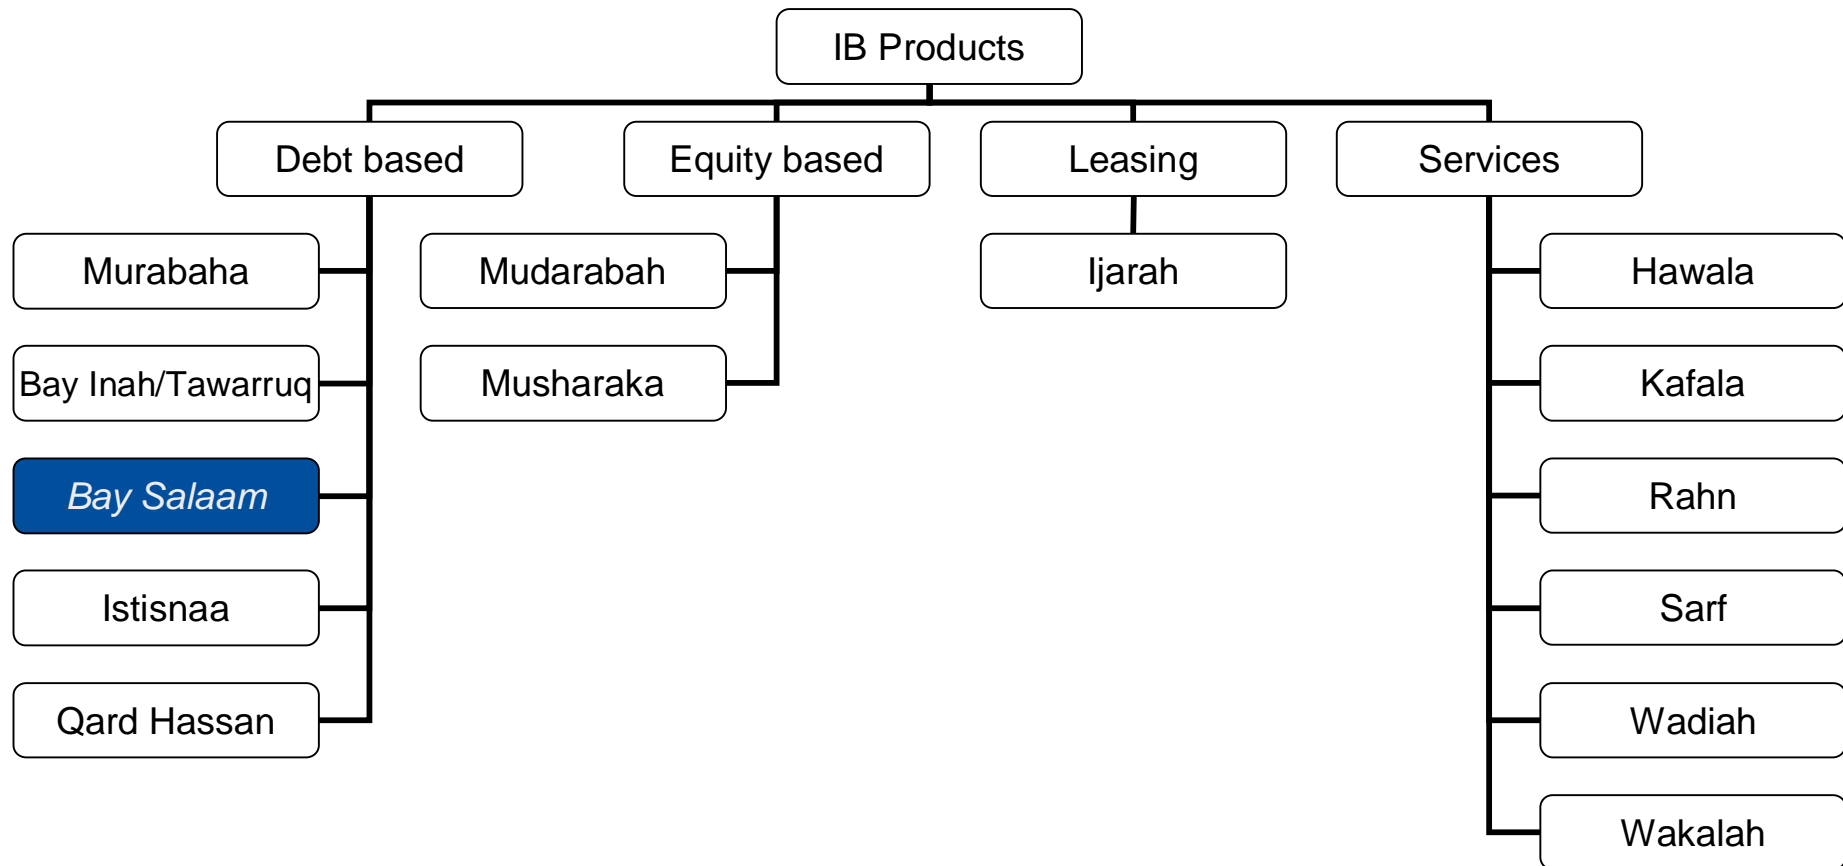 IB Products
Debt based
Equity based
Leasing
Services
Murabaha
Mudarabah
Ijarah
Hawala
Bay Inah/Tawarruq
Musharaka
Kafala
Bay Salaam
Rahn
Istisnaa
Sarf
Qard Hassan
Wadiah
Wakalah